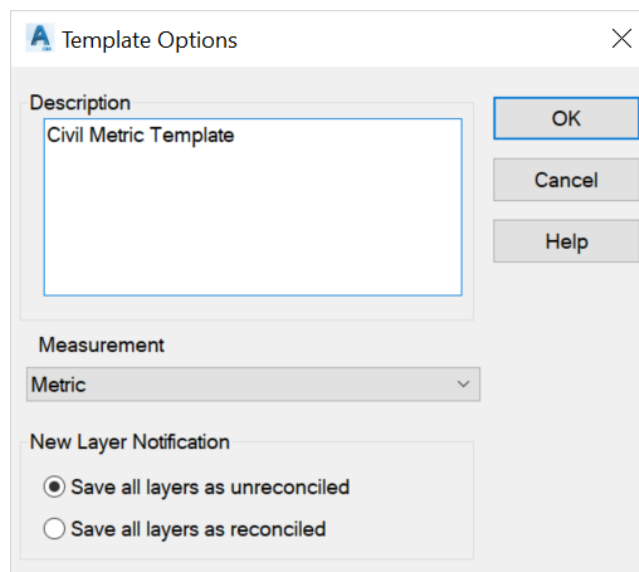 Template Options
Description
Civil Metric Template
OK
Cancel
Help
Measurement
Metric
New Layer Notification
Save all layers as unreconciled
Save all layers as reconciled